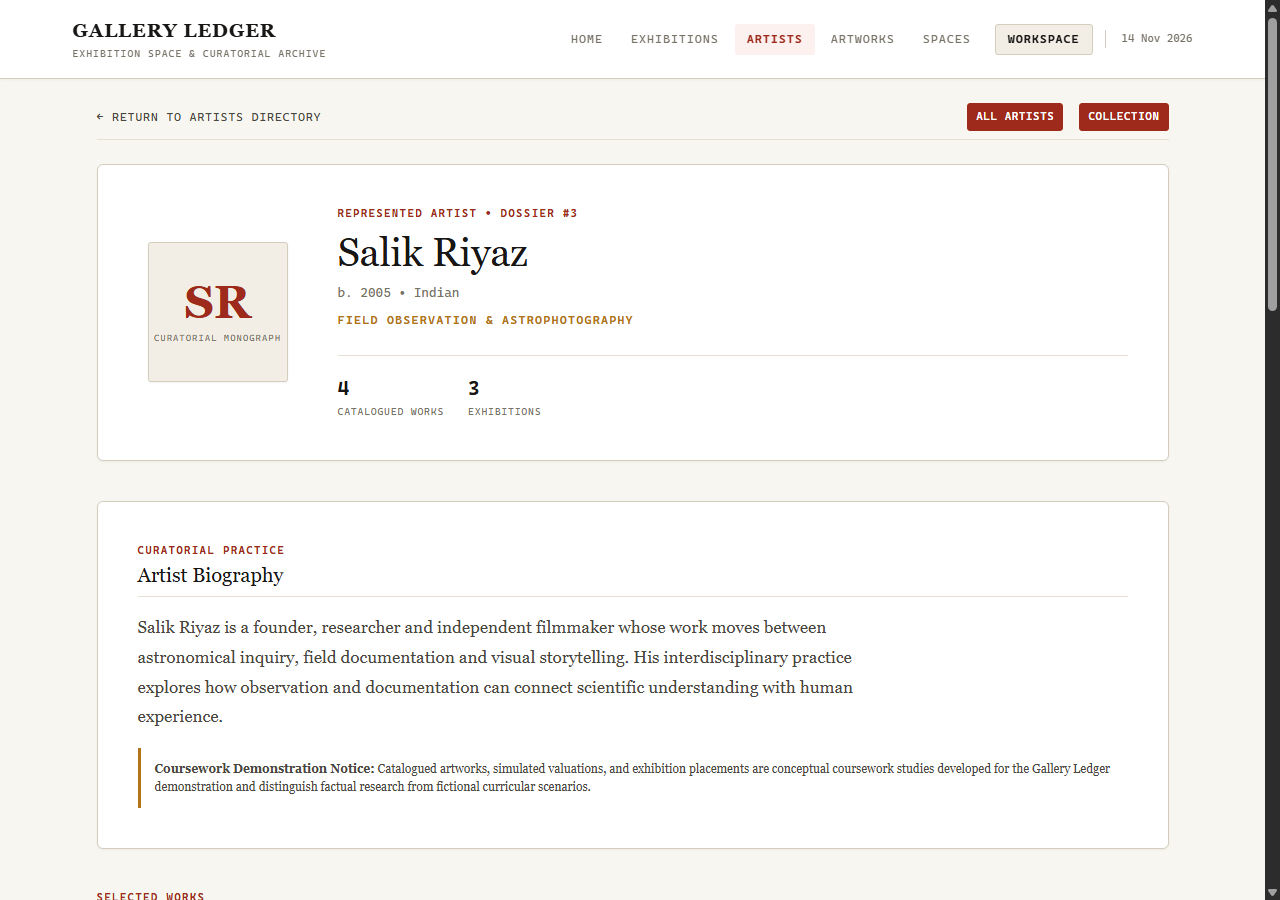 GALLERY LEDGER
EXHIBITION SPACE & CURATORIAL ARCHIVE
HOME
EXHIBITIONS
ARTISTS
ARTWORKS
SPACES
WORKSPACE
14 Nov 2026
← RETURN TO ARTISTS DIRECTORY
ALL ARTISTS
COLLECTION
SR
CURATORIAL MONOGRAPH
REPRESENTED ARTIST • DOSSIER #3
Salik Riyaz
b. 2005 • Indian
FIELD OBSERVATION & ASTROPHOTOGRAPHY
4
CATALOGUED WORKS
3
EXHIBITIONS
CURATORIAL PRACTICE
Artist Biography
Salik Riyaz is a founder, researcher and independent filmmaker whose work moves between
astronomical inquiry, field documentation and visual storytelling. His interdisciplinary practice
explores how observation and documentation can connect scientific understanding with human
experience.
Coursework Demonstration Notice: Catalogued artworks, simulated valuations, and exhibition placements are conceptual coursework studies developed for the Gallery Ledger
demonstration and distinguish factual research from fictional curricular scenarios.
SELECTED WORKS